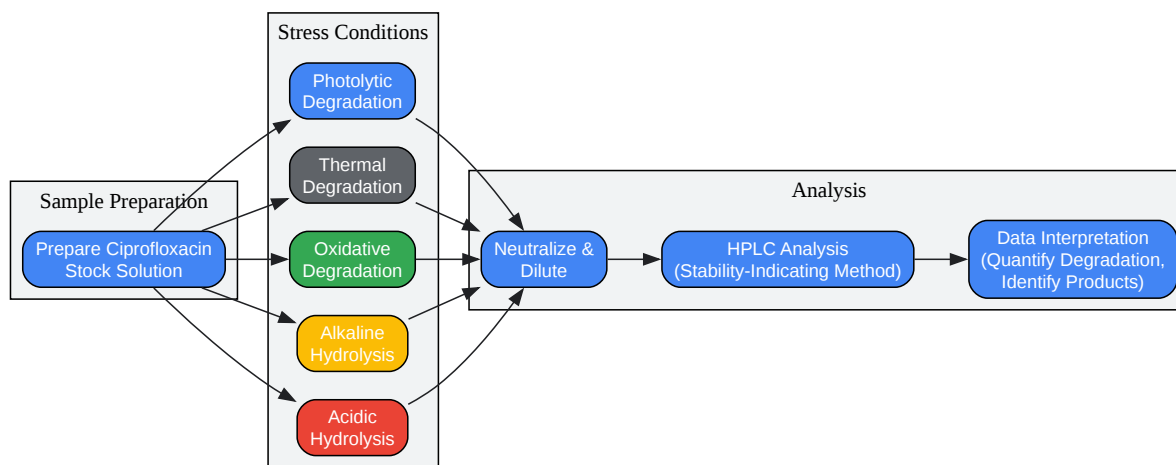 Sample Preparation
Prepare Ciprofloxacin
Stock Solution
Stress Conditions
Photolytic
Degradation
Thermal
Degradation
Oxidative
Degradation
Alkaline
Hydrolysis
Acidic
Hydrolysis
Analysis
Neutralize &
Dilute
HPLC Analysis
(Stability-Indicating Method)
Data Interpretation
(Quantify Degradation,
Identify Products)